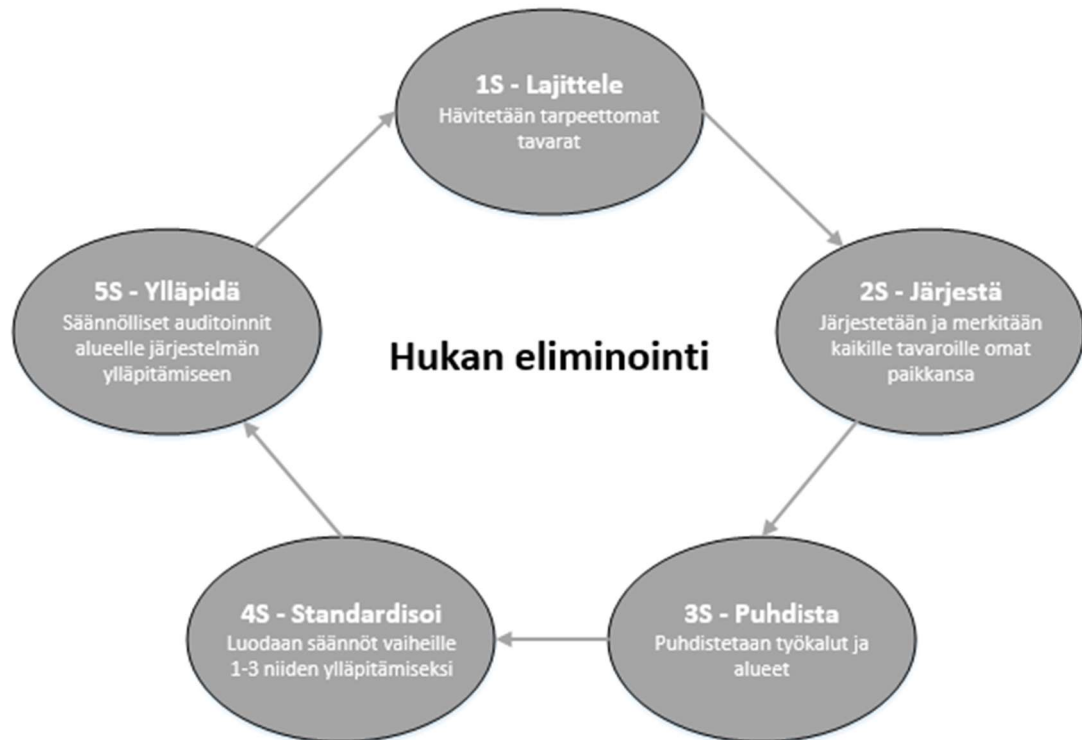 1S - Lajittele
Hävitetään tarpeettomat
tavarat
2S - Järjestä
Järjestetään ja merkitään
kaikille tavaroille omat
paikkansa
3S - Puhdista
Puhdistetaan työkalut ja
alueet
4S - Standardisoi
Luodaan säännöt vaiheille
1-3 niiden ylläpitämiseksi
5S - Ylläpidä
Säännölliset auditoinnit
alueelle järjestelmän
ylläpitämiseen
Hukan eliminointi